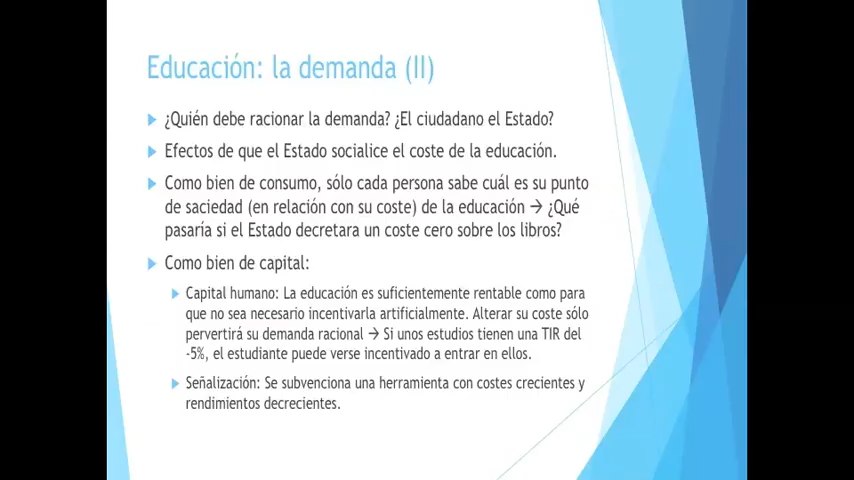 Educación: la demanda (II)
¿Quién debe racionar la demanda? ¿El ciudadano el Estado?
Efectos de que el Estado socialice el coste de la educación.
Como bien de consumo, sólo cada persona sabe cuál es su punto
de saciedad (en relación con su coste) de la educación → ¿Qué
pasaría si el Estado decretara un coste cero sobre los libros?
Como bien de capital:
Capital humano: La educación es suficientemente rentable como para
que no sea necesario incentivarla artificialmente. Alterar su coste sólo
pervertirá su demanda racional → Si unos estudios tienen una TIR del
-5%, el estudiante puede verse incentivado a entrar en ellos.
Señalización: Se subvenciona una herramienta con costes crecientes y
rendimientos decrecientes.